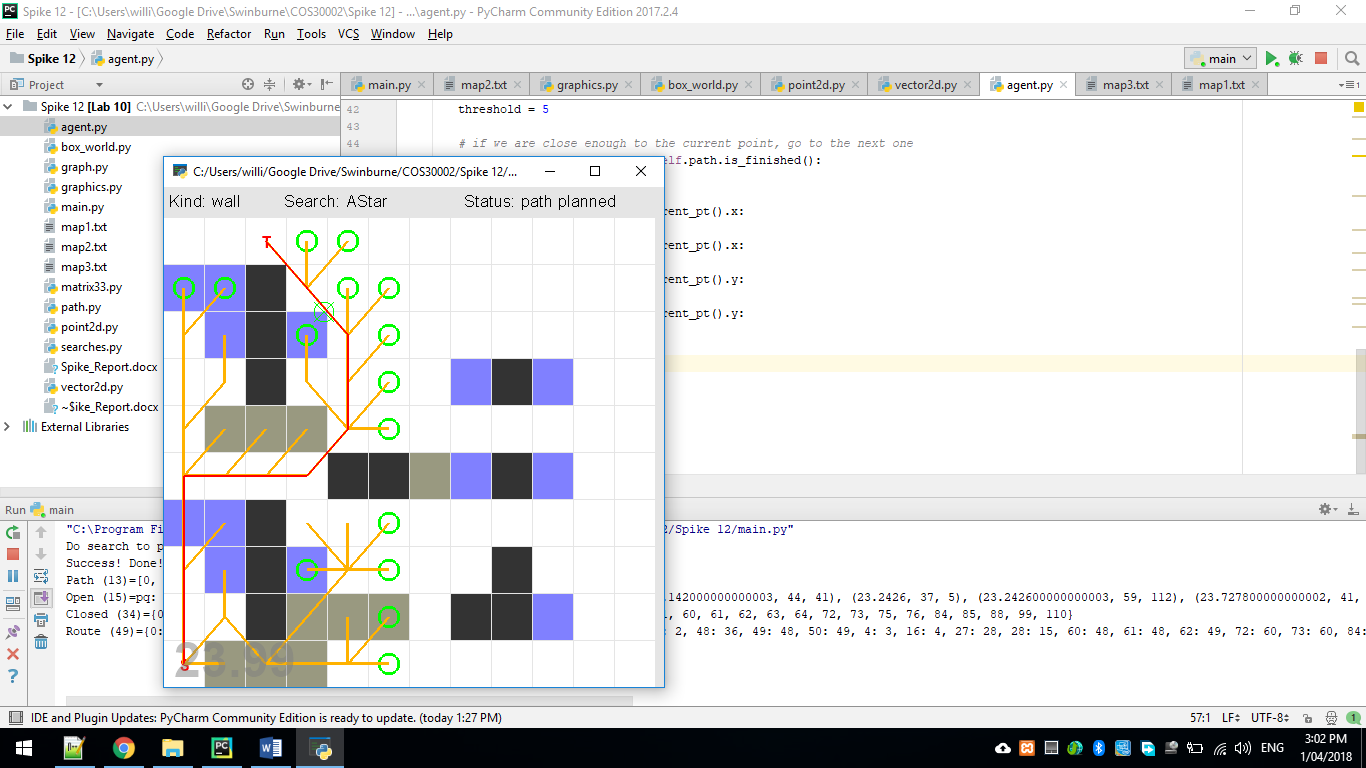 Spike 12 - [C:\Users\willi\Google Drive\Swinburne\COS30002\Spike 12] - ...\agent.py - PyCharm Community Edition 2017.2.4
File Edit View Navigate Code Refactor Run Tools VCS Window Help
Spike 12 agent.py main
Project main.py map2.txt graphics.py box_world.py point2d.py vector2d.py agent.py map3.txt map1.txt
Spike 12 [Lab 10] C:\Users\willi\Google Drive\Swinburne
agent.py
box_world.py
graph.py
graphics.py
main.py
map1.txt
map2.txt
map3.txt
matrix33.py
path.py
point2d.py
searches.py
Spike_Report.docx
vector2d.py
~$ike_Report.docx
External Libraries
42 threshold = 5
43
44 # if we are close enough to the current point, go to the next one
elf.path.is_finished():
rent_pt().x:
rent_pt().x:
rent_pt().y:
rent_pt().y:
C:/Users/willi/Google Drive/Swinburne/COS30002/Spike 12/...
Kind: wall Search: AStar Status: path planned
T
S
23.99
Run main
"C:\Program Fi 2/Spike 12/main.py"
Do search to p
Success! Done!
Path (13)=[0,
Open (15)=pq: .142000000000003, 44, 41), (23.2426, 37, 5), (23.242600000000003, 59, 112), (23.727800000000002, 41,
Closed (34)={0 1, 60, 61, 62, 63, 64, 72, 73, 75, 76, 84, 85, 88, 99, 110}
Route (49)={0: : 2, 48: 36, 49: 48, 50: 49, 4: 3, 16: 4, 27: 28, 28: 15, 60: 48, 61: 48, 62: 49, 72: 60, 73: 60, 84:
IDE and Plugin Updates: PyCharm Community Edition is ready to update. (today 1:27 PM) 57:1 LF UTF-8 1
ENG
3:02 PM
1/04/2018